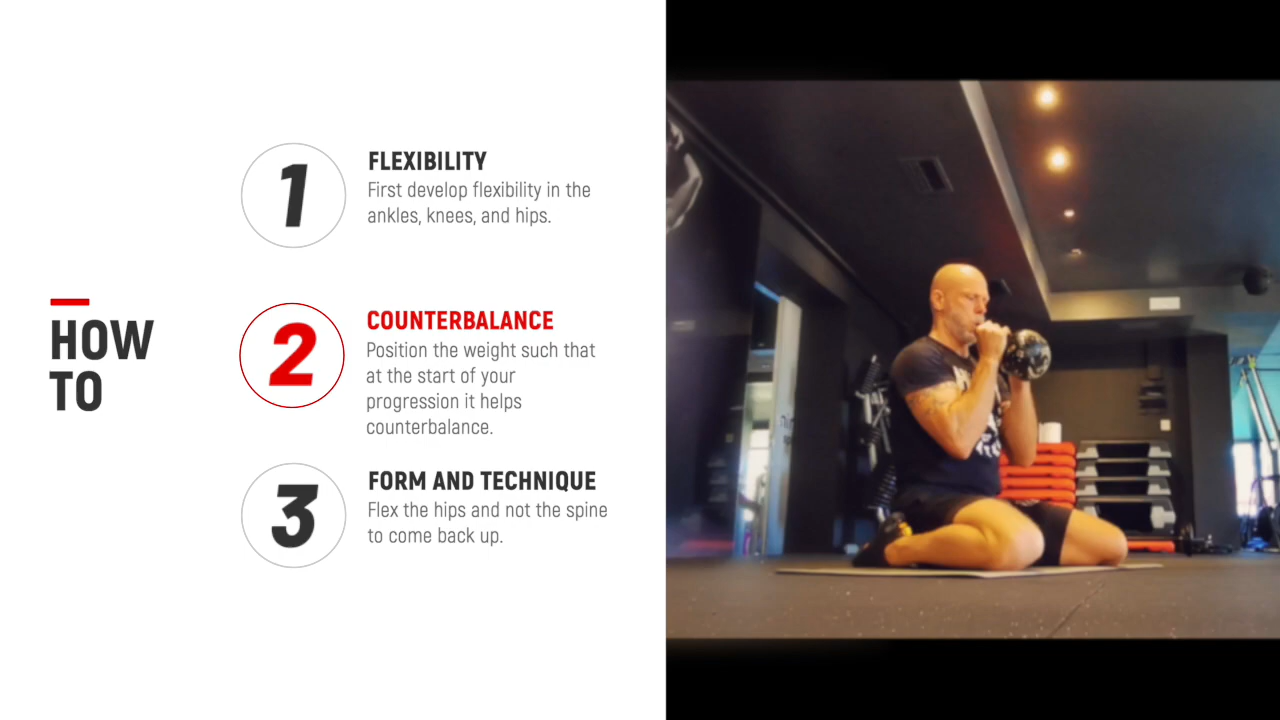 HOW
TO
1
FLEXIBILITY
First develop flexibility in the
ankles, knees, and hips.
2
COUNTERBALANCE
Position the weight such that
at the start of your
progression it helps
counterbalance.
3
FORM AND TECHNIQUE
Flex the hips and not the spine
to come back up.